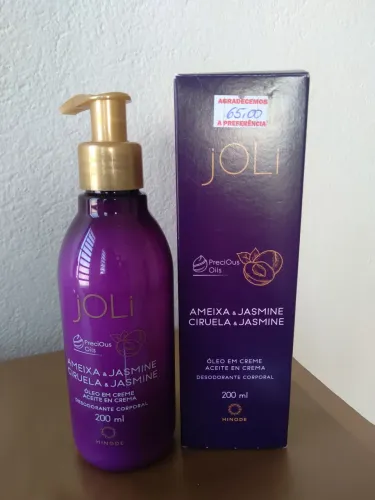 jOLi
PreciOus
Oils
AMEIXA & JASMINE
CIRUELA & JASMINE
ÓLEO EM CREME
ACEITE EN CREMA
DESODORANTE CORPORAL
200 ml
HINODE
AGRADECEMOS
65,00
A PREFERÊNCIA
jOLi
PreciOus
Oils
AMEIXA & JASMINE
CIRUELA & JASMINE
ÓLEO EM CREME
ACEITE EN CREMA
DESODORANTE CORPORAL
200 ml
HINODE